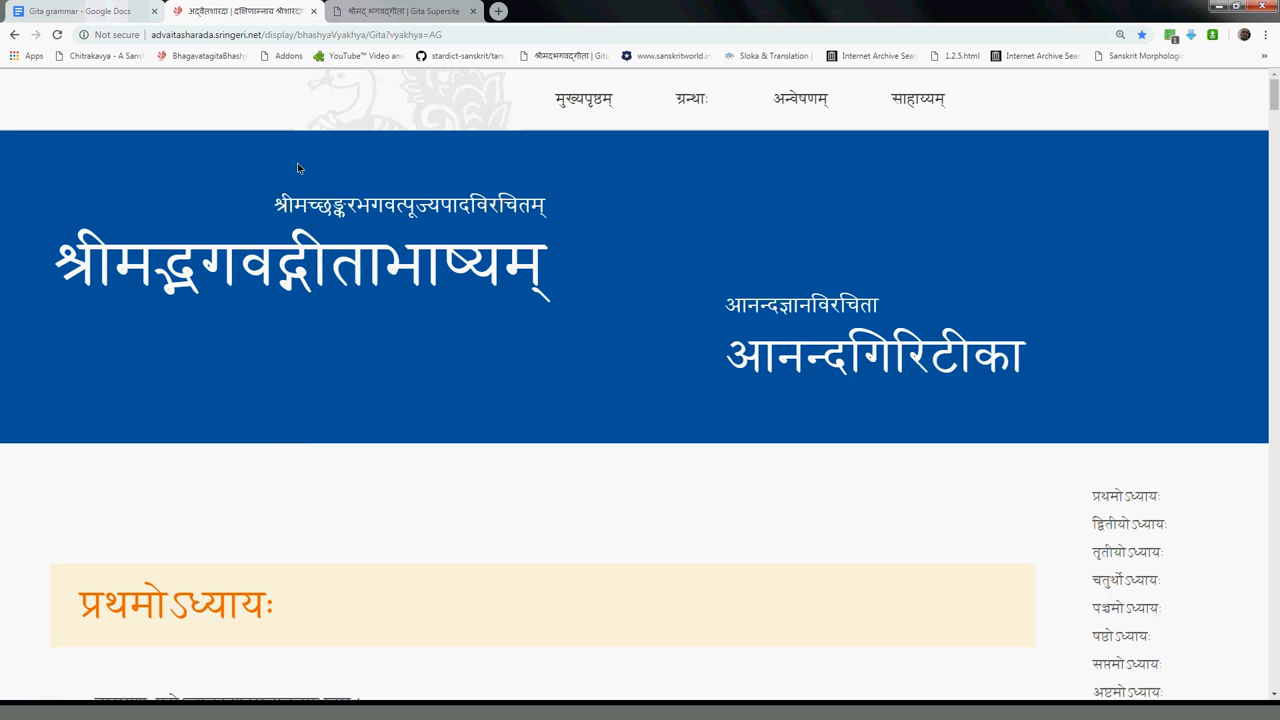 Gita grammar - Google Docs
अद्वैतशारदा | दक्षिणाम्नाय श्रीशारदा
श्रीमद् भगवद्गीता | Gita Supersite
Not secure | advaitasharada.sringeri.net/display/bhashyaVyakhya/Gita?vyakhya=AG
Apps
Chitrakavya - A Sans
BhagavatagitaBhashy
Addons
YouTube™ Video and
stardict-sanskrit/tars
श्रीमद्भगवद्गीता | Gita
www.sanskritworld.in
Sloka & Translation |
Internet Archive Sear
1.2.5.html
Internet Archive Sear
Sanskrit Morphologic
»
मुख्यपृष्ठम्
ग्रन्थाः
अन्वेषणम्
साहाय्यम्
श्रीमच्छङ्करभगवत्पूज्यपादविरचितम्
श्रीमद्भगवद्गीताभाष्यम्
आनन्दज्ञानविरचिता
आनन्दगिरिटीका
प्रथमोऽध्यायः
प्रथमोऽध्यायः
द्वितीयोऽध्यायः
तृतीयोऽध्यायः
चतुर्थोऽध्यायः
पञ्चमोऽध्यायः
षष्ठोऽध्यायः
सप्तमोऽध्यायः
अष्टमोऽध्यायः